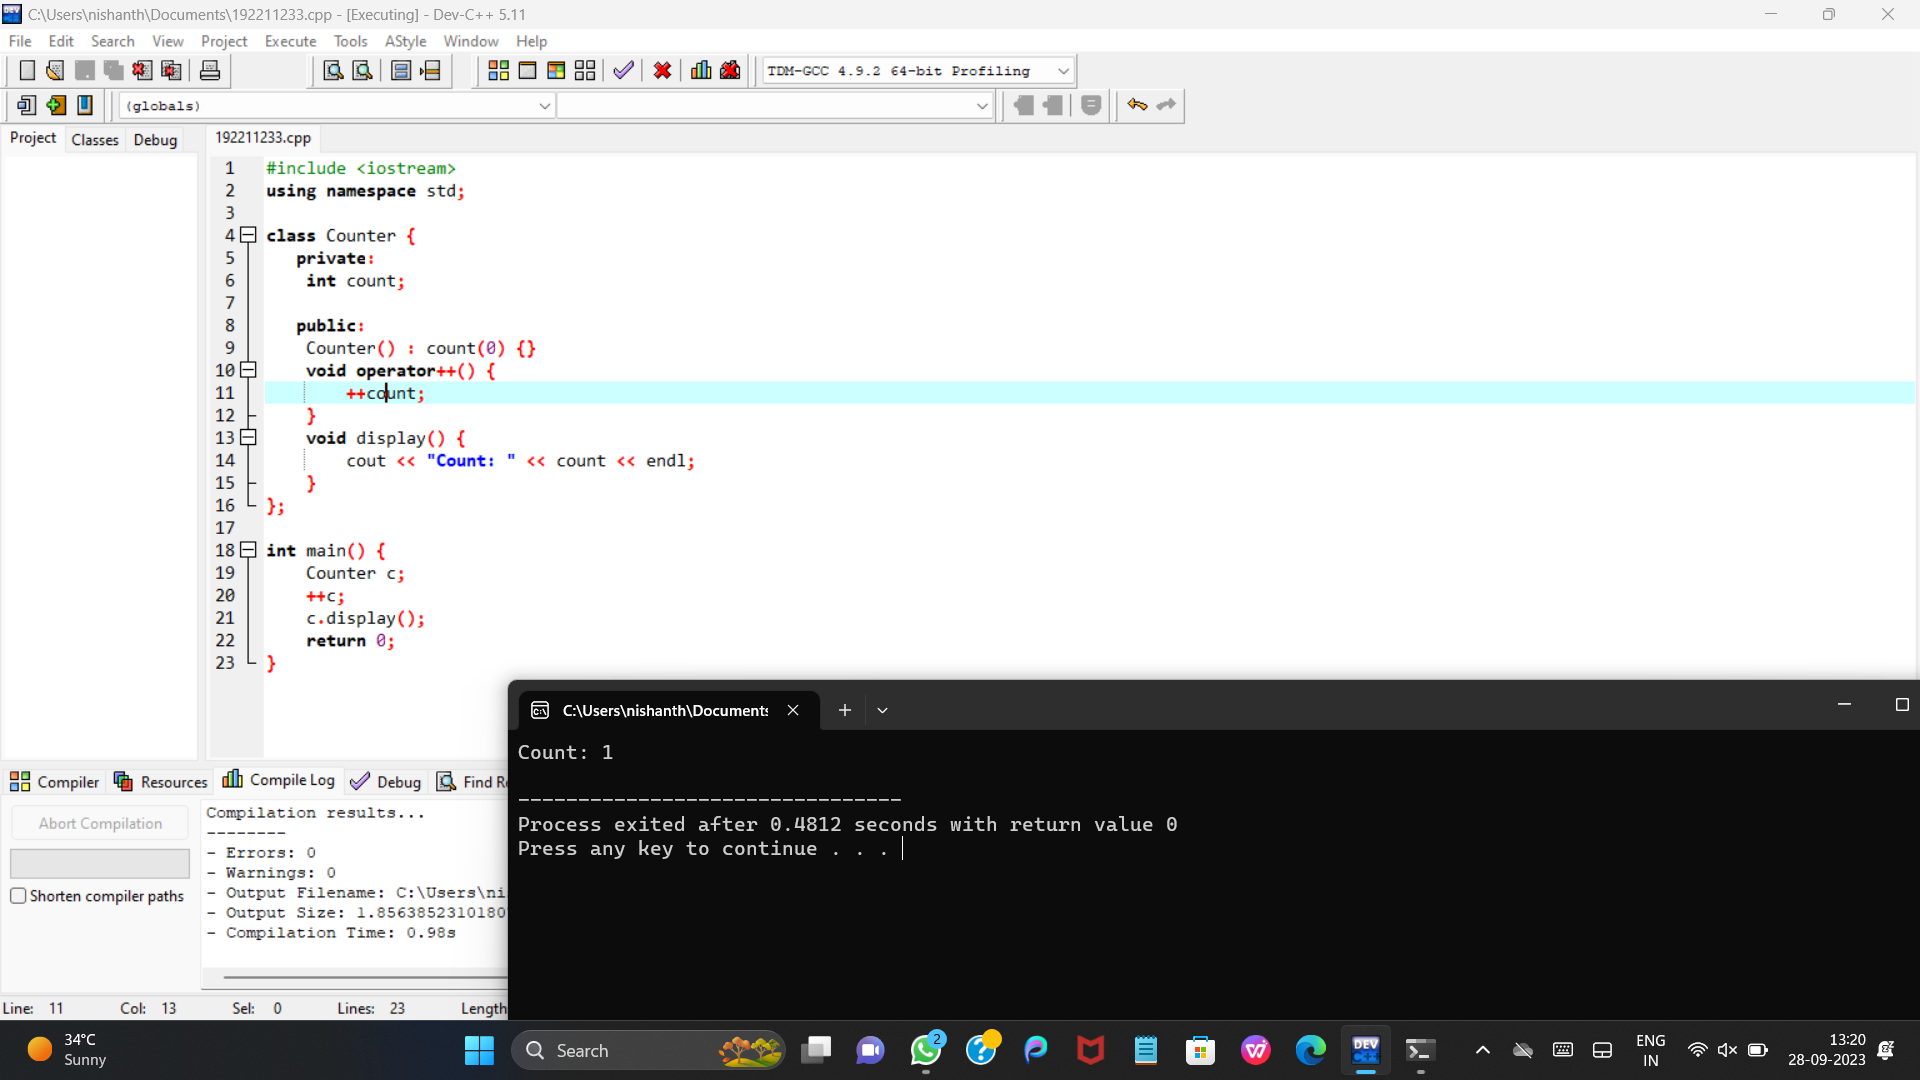 C:\Users\nishanth\Documents\192211233.cpp - [Executing] - Dev-C++ 5.11
File Edit Search View Project Execute Tools AStyle Window Help
TDM-GCC 4.9.2 64-bit Profiling
(globals)
Project Classes Debug 192211233.cpp
1 #include <iostream>
2 using namespace std;
3
4 class Counter {
5 private:
6 int count;
7
8 public:
9 Counter() : count(0) {}
10 void operator++() {
11 ++count;
12 }
13 void display() {
14 cout << "Count: " << count << endl;
15 }
16 };
17
18 int main() {
19 Counter c;
20 ++c;
21 c.display();
22 return 0;
23 }
C:\Users\nishanth\Documents
Count: 1
--------------------------------
Process exited after 0.4812 seconds with return value 0
Press any key to continue . . .
Compiler Resources Compile Log Debug Find Re
Abort Compilation
Shorten compiler paths
Compilation results...
--------
- Errors: 0
- Warnings: 0
- Output Filename: C:\Users\ni
- Output Size: 1.8563852310180
- Compilation Time: 0.98s
Line: 11 Col: 13 Sel: 0 Lines: 23 Length
34°C
Sunny
Search
2
DEV
ENG
IN
13:20
28-09-2023